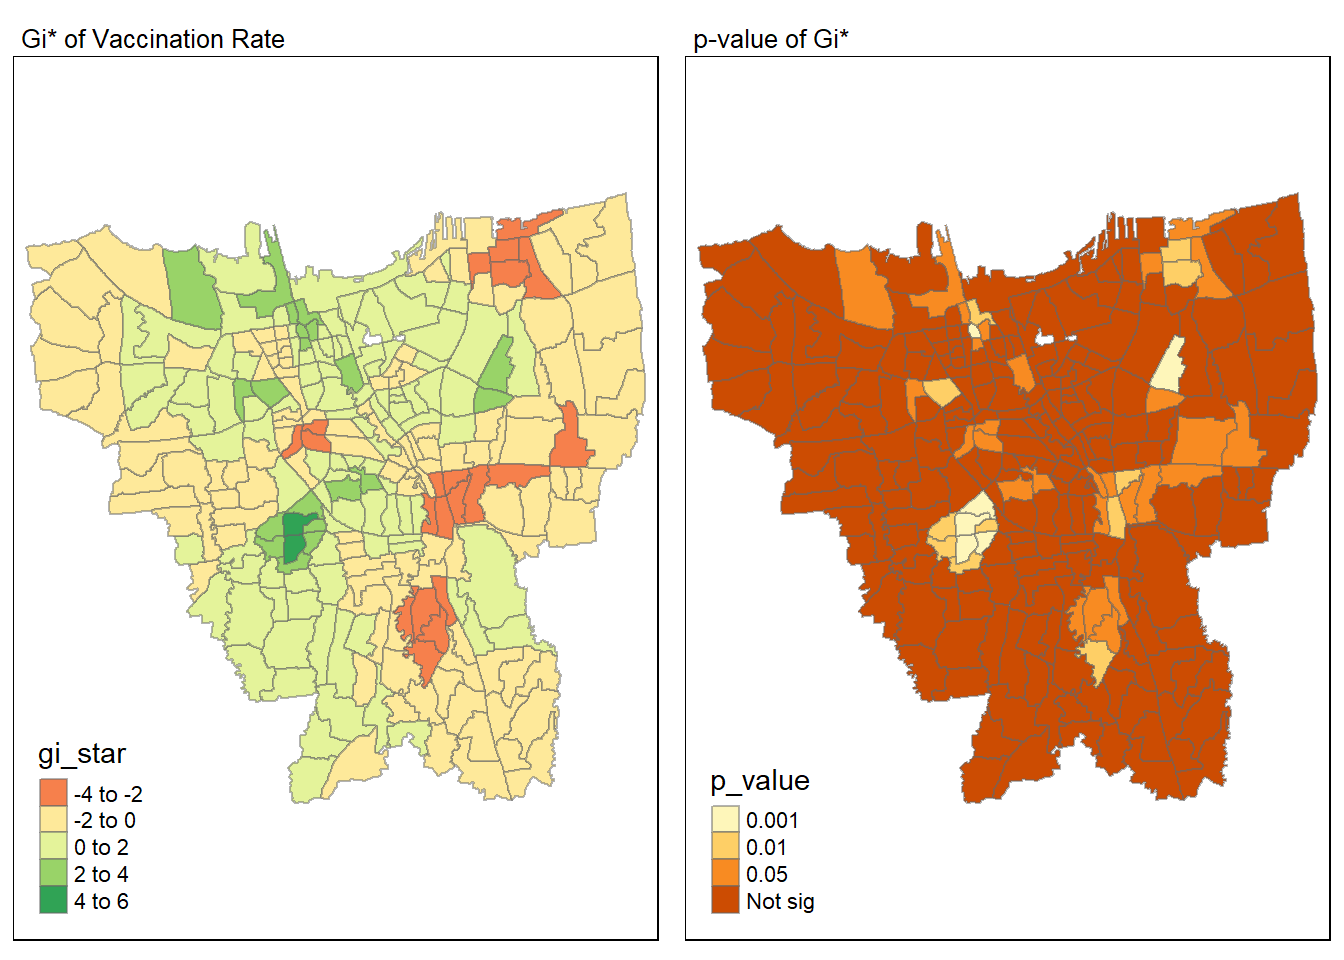 Gi* of Vaccination Rate
gi_star
-4 to -2
-2 to 0
0 to 2
2 to 4
4 to 6
p-value of Gi*
p_value
0.001
0.01
0.05
Not sig